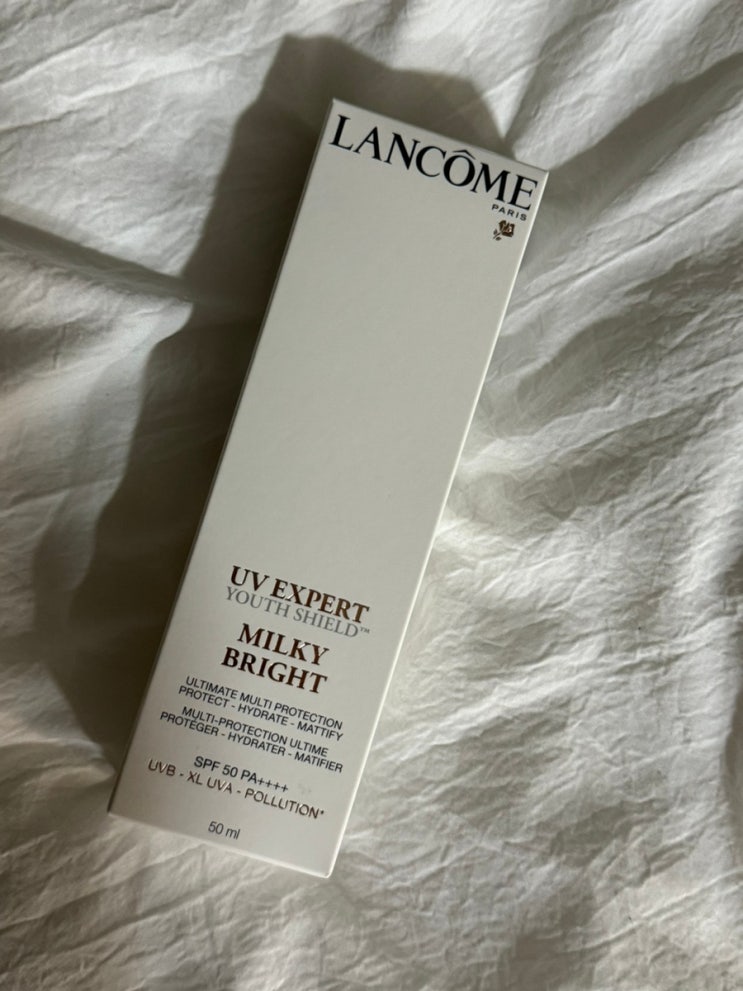 LANCÔME
PARIS
UV EXPERT
YOUTH SHIELD™
MILKY
BRIGHT
ULTIMATE MULTI PROTECTION
PROTECT - HYDRATE - MATTIFY
MULTI-PROTECTION ULTIME
PROTÉGER - HYDRATER - MATIFIER
SPF 50 PA++++
UVB - XL UVA - POLLUTION*
50 ml